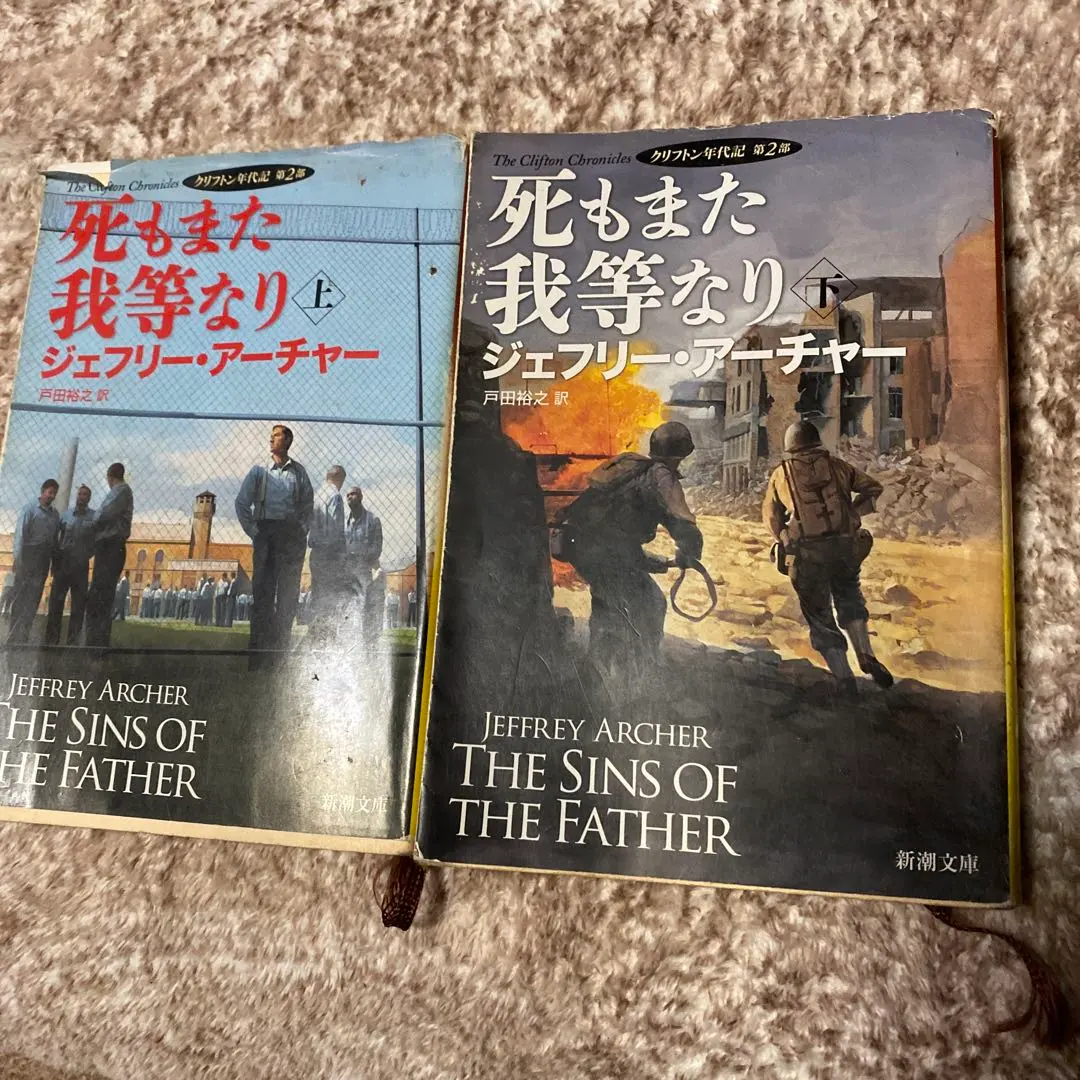 The Clifton Chronicles クリフトン年代記 第2部
死もまた
我等なり 上
ジェフリー・アーチャー
戸田裕之 訳
JEFFREY ARCHER
THE SINS OF
THE FATHER
新潮文庫
The Clifton Chronicles クリフトン年代記 第2部
死もまた
我等なり 下
ジェフリー・アーチャー
戸田裕之 訳
JEFFREY ARCHER
THE SINS OF
THE FATHER
新潮文庫